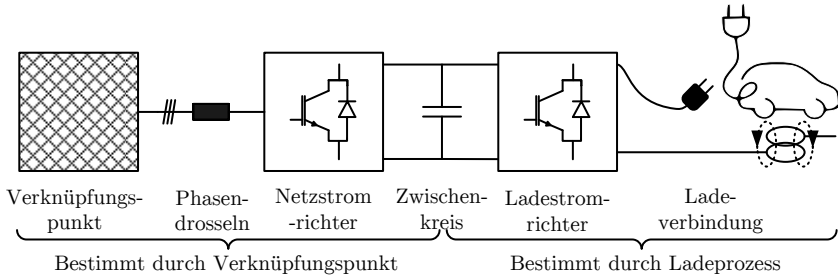 Verknüpfungs-
punkt
Phasen-
drosseln
Netzstrom
-richter
Zwischen-
kreis
Ladestrom-
richter
Lade-
verbindung
Bestimmt durch Verknüpfungspunkt
Bestimmt durch Ladeprozess